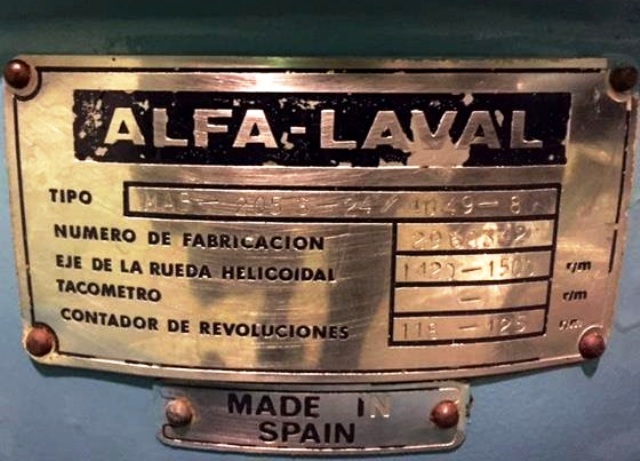 ALFA-LAVAL
TIPO
NUMERO DE FABRICACION
EJE DE LA RUEDA HELICOIDAL 1420-1500 r/m
TACOMETRO - r/m
CONTADOR DE REVOLUCIONES 118-125 r/m
MADE IN
SPAIN